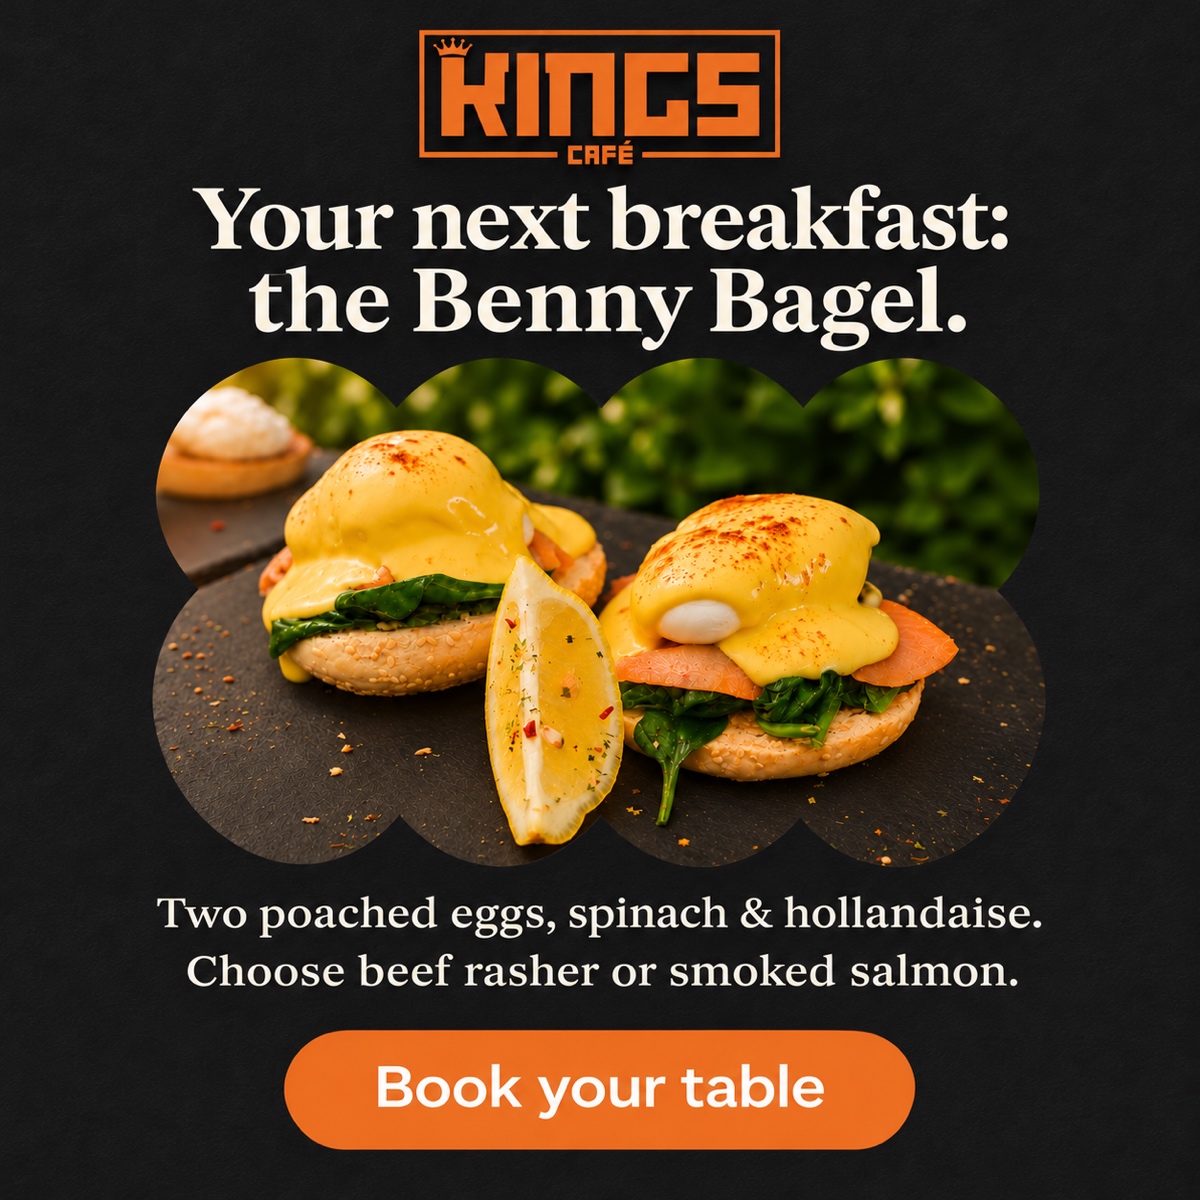 KINGS
CAFÉ
Your next breakfast:
the Benny Bagel.
Two poached eggs, spinach & hollandaise.
Choose beef rasher or smoked salmon.
Book your table